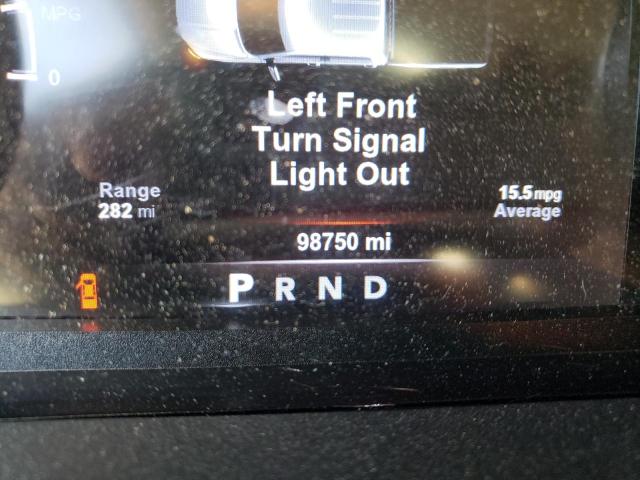 MPG
0
Left Front
Turn Signal
Light Out
Range
282 mi
15.5 mpg
Average
98750 mi
P R N D